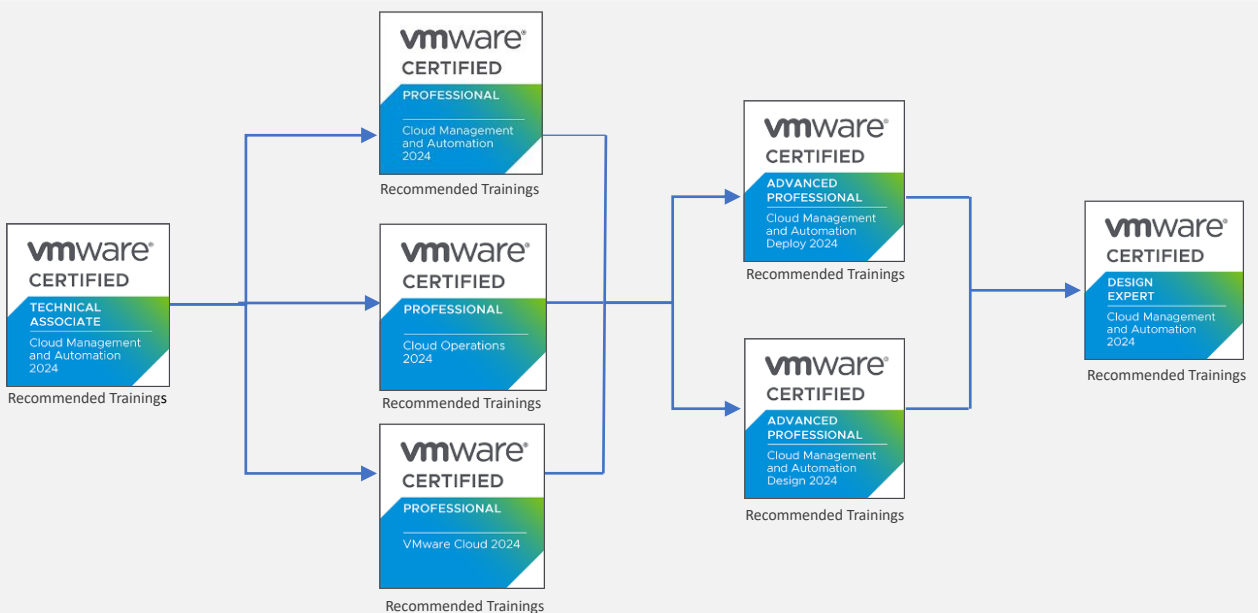 vmware®
CERTIFIED
TECHNICAL
ASSOCIATE
Cloud Management
and Automation
2024
Recommended Trainings
vmware®
CERTIFIED
PROFESSIONAL
Cloud Management
and Automation
2024
Recommended Trainings
vmware®
CERTIFIED
PROFESSIONAL
Cloud Operations
2024
Recommended Trainings
vmware®
CERTIFIED
PROFESSIONAL
VMware Cloud 2024
Recommended Trainings
vmware®
CERTIFIED
ADVANCED
PROFESSIONAL
Cloud Management
and Automation
Deploy 2024
Recommended Trainings
vmware®
CERTIFIED
ADVANCED
PROFESSIONAL
Cloud Management
and Automation
Design 2024
Recommended Trainings
vmware®
CERTIFIED
DESIGN
EXPERT
Cloud Management
and Automation
2024
Recommended Trainings